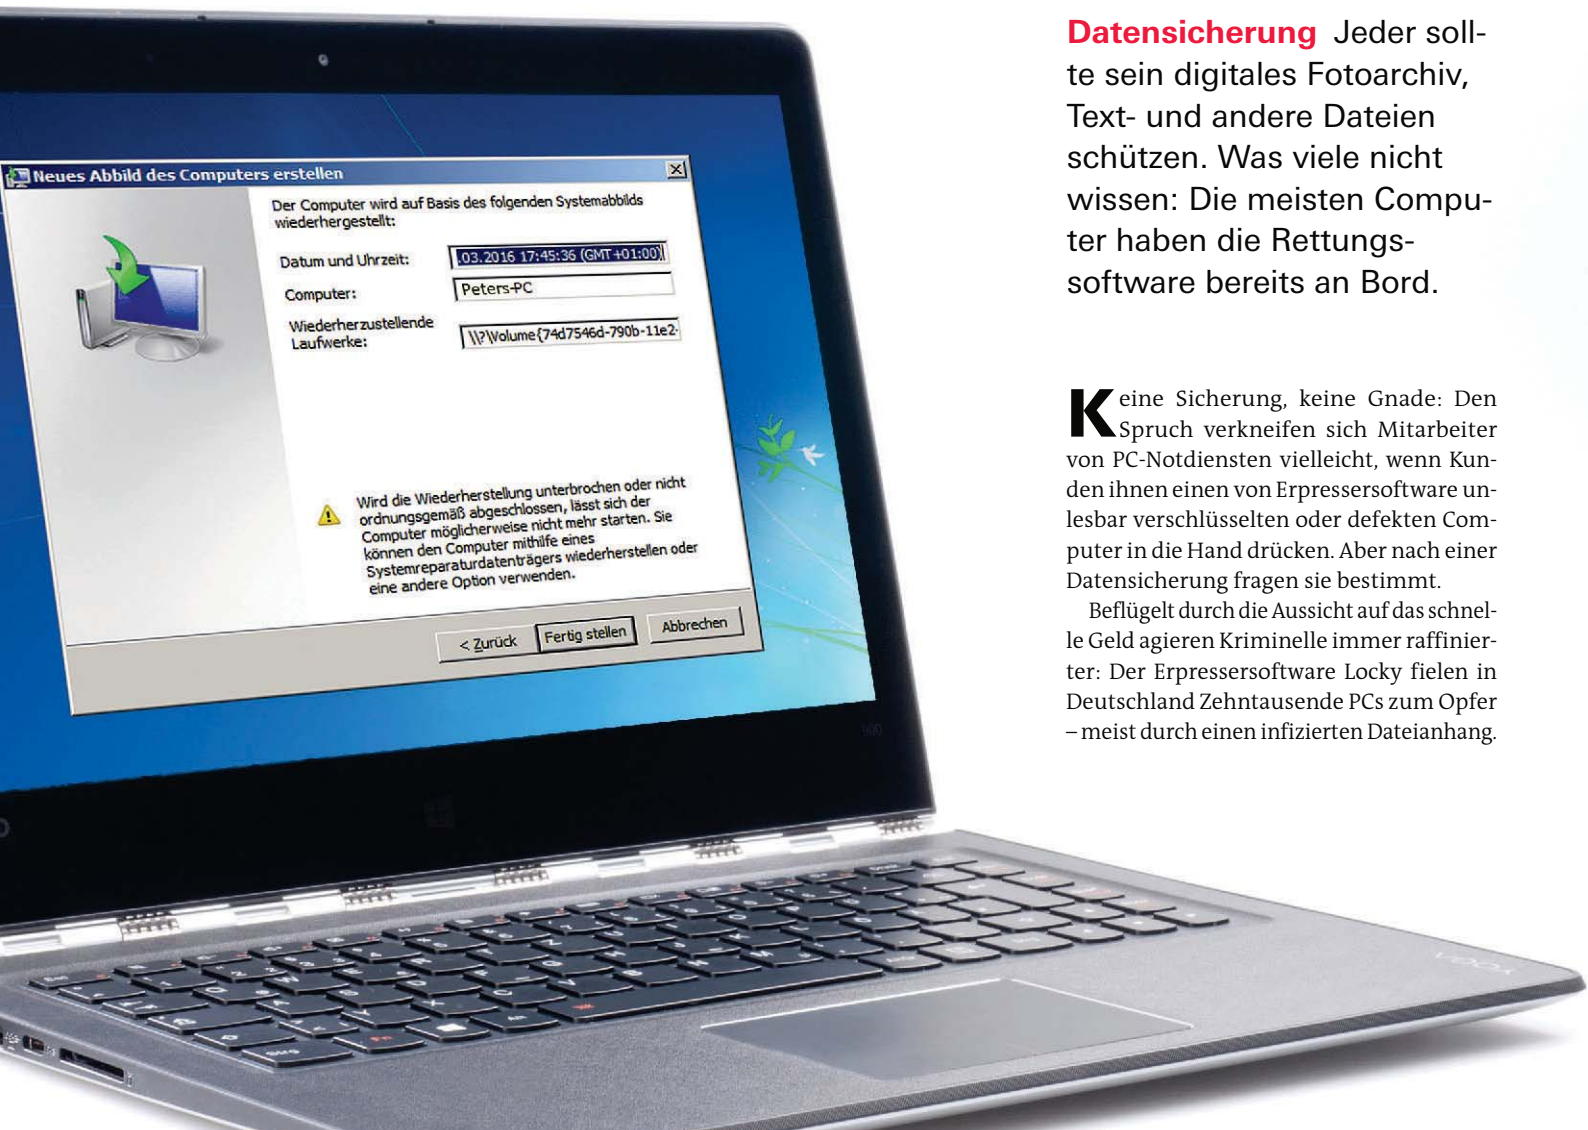 Neues Abbild des Computers erstellen
Der Computer wird auf Basis des folgenden Systemabbilds
wiederhergestellt:
Datum und Uhrzeit:
.03.2016 17:45:36 (GMT+01:00)
Computer:
Peters-PC
Wiederherzustellende
Laufwerke:
\\?\Volume{74d7546d-790b-11e2-
Wird die Wiederherstellung unterbrochen oder nicht
ordnungsgemäß abgeschlossen, lässt sich der
Computer möglicherweise nicht mehr starten. Sie
können den Computer mithilfe eines
Systemreparaturdatenträgers wiederherstellen oder
eine andere Option verwenden.
< Zurück
Fertig stellen
Abbrechen
900
YOGA
Strg
Fn
Alt
Datensicherung Jeder soll-
te sein digitales Fotoarchiv,
Text- und andere Dateien
schützen. Was viele nicht
wissen: Die meisten Compu-
ter haben die Rettungs-
software bereits an Bord.
Keine Sicherung, keine Gnade: Den
Spruch verkneifen sich Mitarbeiter
von PC-Notdiensten vielleicht, wenn Kun-
den ihnen einen von Erpressersoftware un-
lesbar verschlüsselten oder defekten Com-
puter in die Hand drücken. Aber nach einer
Datensicherung fragen sie bestimmt.
Beflügelt durch die Aussicht auf das schnel-
le Geld agieren Kriminelle immer raffinier-
ter: Der Erpressersoftware Locky fielen in
Deutschland Zehntausende PCs zum Opfer
– meist durch einen infizierten Dateianhang.